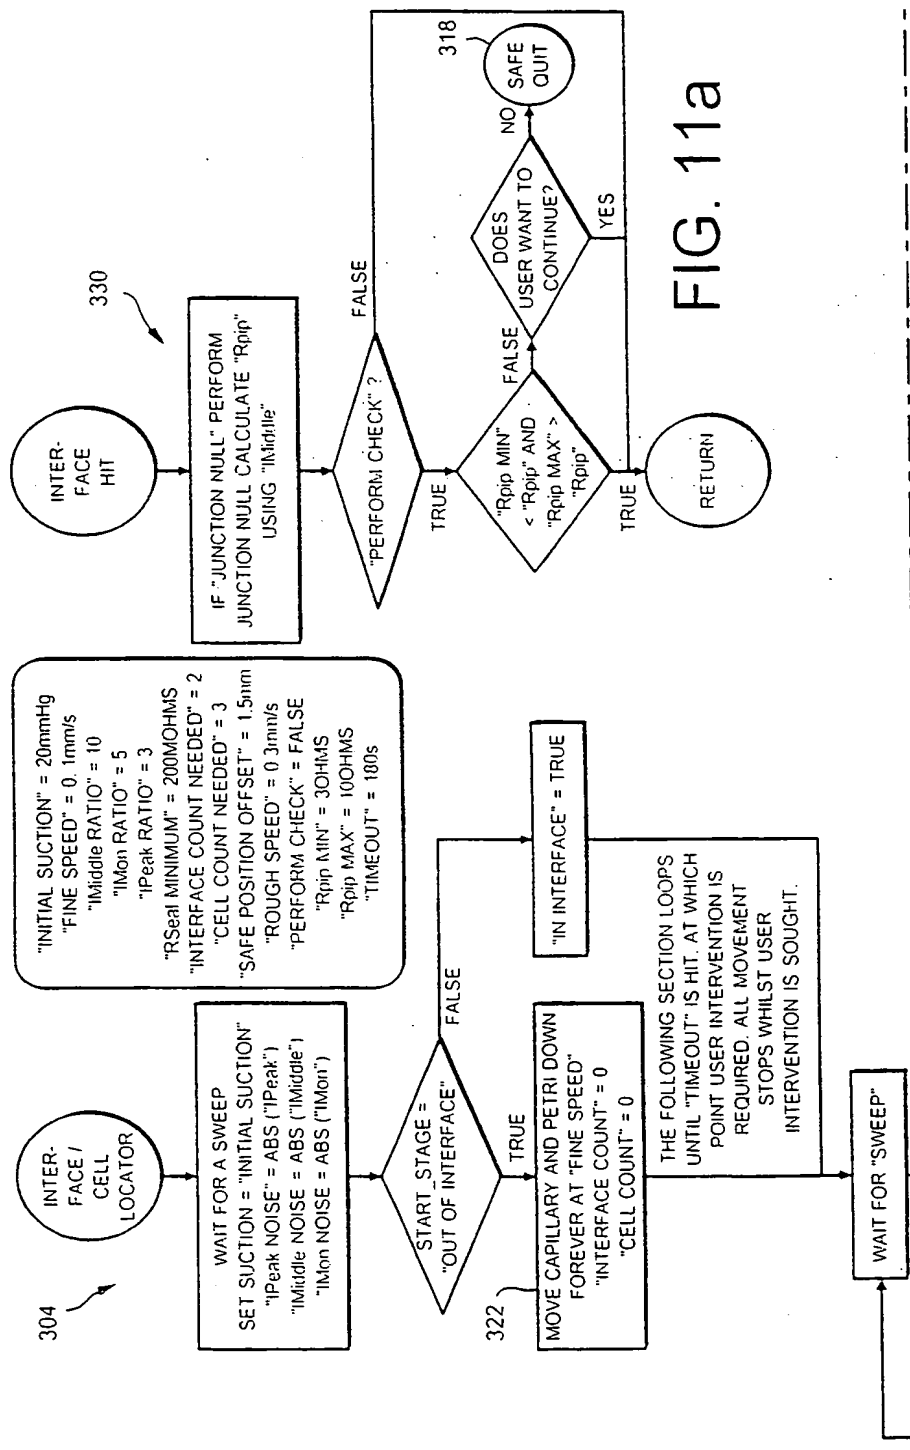 304
INTER-
FACE /
CELL
LOCATOR
WAIT FOR A SWEEP
SET SUCTION = "INITIAL SUCTION"
"IPeak NOISE" = ABS ("IPeak")
"IMiddle NOISE = ABS ("IMiddle")
"IMon NOISE = ABS ("IMon")
START_STAGE =
"OUT OF INTERFACE"
FALSE
TRUE
322
MOVE CAPILLARY AND PETRI DOWN
FOREVER AT "FINE SPEED"
"INTERFACE COUNT" = 0
"CELL COUNT" = 0
"IN INTERFACE" = TRUE
THE FOLLOWING SECTION LOOPS
UNTIL "TIMEOUT" IS HIT. AT WHICH
POINT USER INTERVENTION IS
REQUIRED. ALL MOVEMENT
STOPS WHILST USER
INTERVENTION IS SOUGHT.
WAIT FOR "SWEEP"
"INITIAL SUCTION" = 20mmHg
"FINE SPEED" = 0.1mm/s
"IMiddle RATIO" = 10
"IMon RATIO" = 5
"IPeak RATIO" = 3
"RSeal MINIMUM" = 200MOHMS
"INTERFACE COUNT NEEDED" = 2
"CELL COUNT NEEDED" = 3
"SAFE POSITION OFFSET" = 1.5mm
"ROUGH SPEED" = 0.3mm/s
"PERFORM CHECK" = FALSE
"Rpip MIN" = 3OHMS
"Rpip MAX" = 10OHMS
"TIMEOUT" = 180s
INTER-
FACE
HIT
330
IF "JUNCTION NULL" PERFORM
JUNCTION NULL CALCULATE "Rpip"
USING "IMiddle"
"PERFORM CHECK" ?
FALSE
TRUE
"Rpip MIN"
< "Rpip" AND
"Rpip MAX" >
"Rpip"
FALSE
TRUE
DOES
USER WANT TO
CONTINUE?
NO
YES
SAFE
QUIT
318
RETURN
FIG. 11a